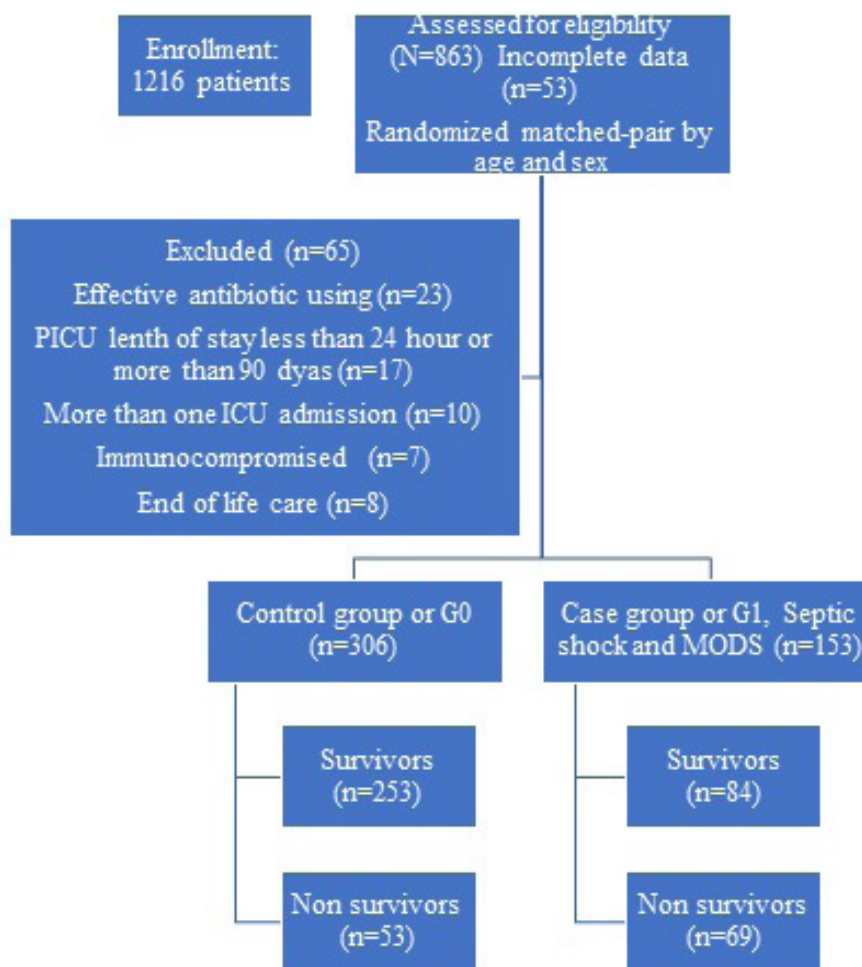 Enrollment:
1216 patients
Assessed for eligibility
(N=863) Incomplete data
(n=53)
Randomized matched-pair by
age and sex
Excluded (n=65)
Effective antibiotic using (n=23)
PICU lenth of stay less than 24 hour or
more than 90 dyas (n=17)
More than one ICU admission (n=10)
Immunocompromised (n=7)
End of life care (n=8)
Control group or G0
(n=306)
Case group or G1, Septic
shock and MODS (n=153)
Survivors
(n=253)
Survivors
(n=84)
Non survivors
(n=53)
Non survivors
(n=69)